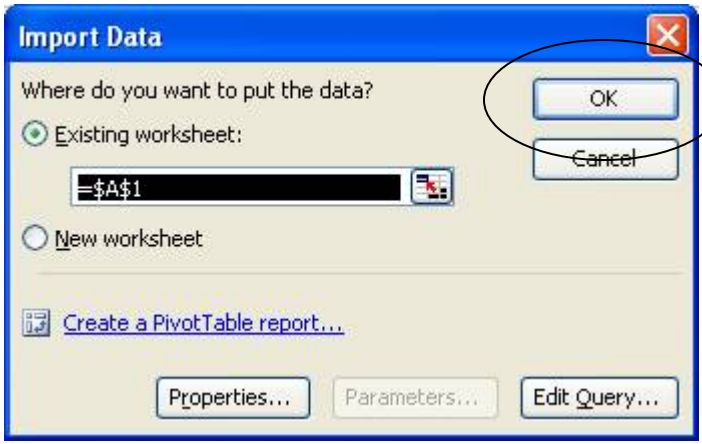 Import Data
Where do you want to put the data?
OK
Existing worksheet:
Cancel
=$A$1
New worksheet
Create a PivotTable report...
Properties... Parameters... Edit Query...